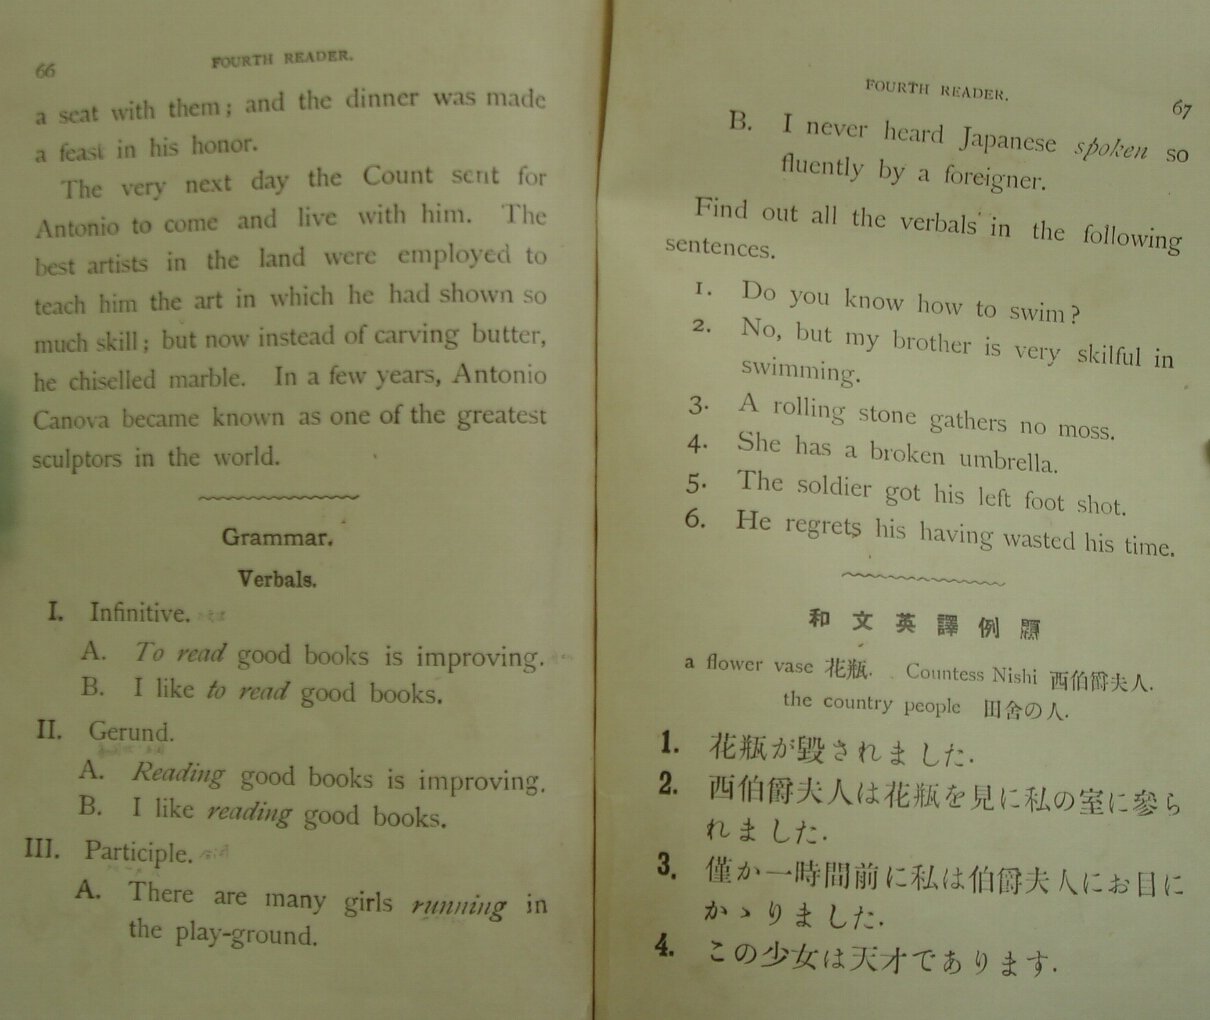 66
FOURTH READER.
a seat with them; and the dinner was made
a feast in his honor.
The very next day the Count sent for
Antonio to come and live with him. The
best artists in the land were employed to
teach him the art in which he had shown so
much skill; but now instead of carving butter,
he chiselled marble. In a few years, Antonio
Canova became known as one of the greatest
sculptors in the world.
Grammar.
Verbals.
I. Infinitive.
A. To read good books is improving.
B. I like to read good books.
II. Gerund.
A. Reading good books is improving.
B. I like reading good books.
III. Participle.
A. There are many girls running in
the play-ground.
FOURTH READER.
67
B. I never heard Japanese spoken so
fluently by a foreigner.
Find out all the verbals in the following
sentences.
1. Do you know how to swim?
2. No, but my brother is very skilful in
swimming.
3. A rolling stone gathers no moss.
4. She has a broken umbrella.
5. The soldier got his left foot shot.
6. He regrets his having wasted his time.
和文英譯例題
a flower vase 花瓶. Countess Nishi 西伯爵夫人.
the country people 田舍の人.
1. 花瓶が毀されました.
2. 西伯爵夫人は花瓶を見に私の室に參ら
れました.
3. 僅か一時間前に私は伯爵夫人にお目に
かゝりました.
4. この少女は天才であります.